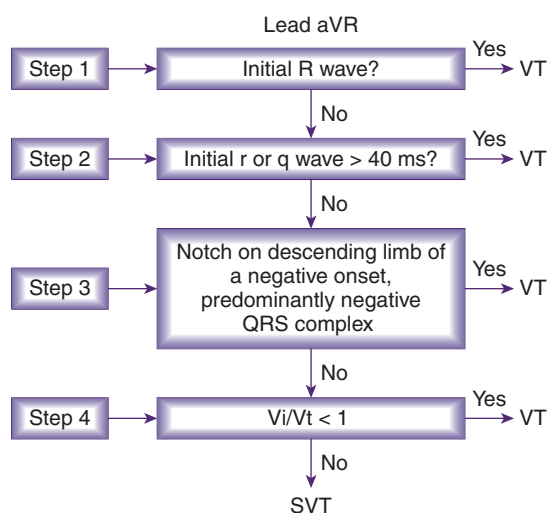 Lead aVR
Step 1
Initial R wave?
Yes
VT
No
Step 2
Initial r or q wave > 40 ms?
Yes
VT
No
Step 3
Notch on descending limb of
a negative onset,
predominantly negative
QRS complex
Yes
VT
No
Step 4
Vi/Vt < 1
Yes
VT
No
SVT